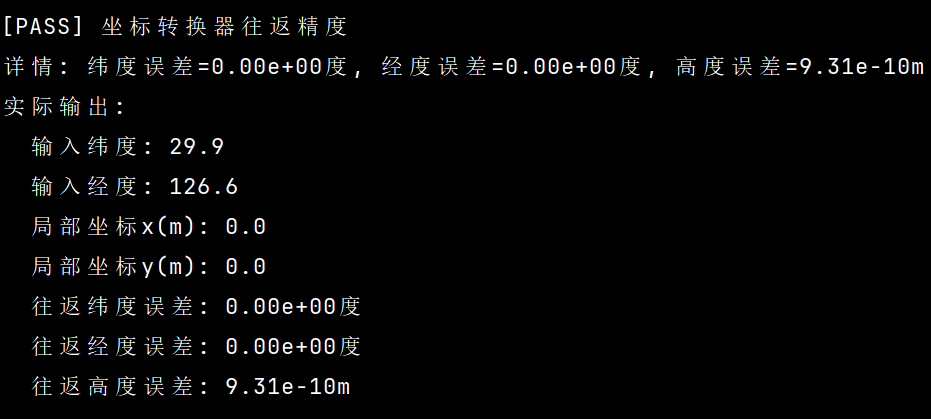 [PASS] 坐标转换器往返精度
详情: 纬度误差=0.00e+00度, 经度误差=0.00e+00度, 高度误差=9.31e-10m
实际输出:
输入纬度: 29.9
输入经度: 126.6
局部坐标x(m): 0.0
局部坐标y(m): 0.0
往返纬度误差: 0.00e+00度
往返经度误差: 0.00e+00度
往返高度误差: 9.31e-10m